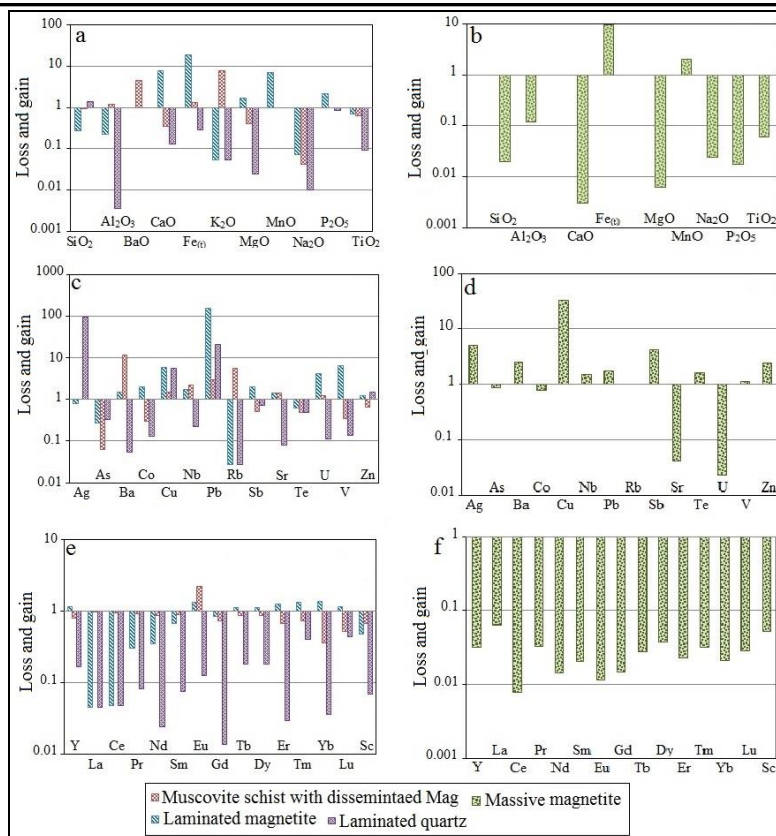 a
Loss and gain
100
10
1
0.1
0.01
0.001
Al₂O₃ CaO K₂O MnO P₂O₅
SiO₂ BaO Fe(t) MgO Na₂O TiO₂
b
Loss and gain
10
1
0.1
0.01
0.001
SiO₂ Fe(t) MgO Na₂O TiO₂
Al₂O₃ CaO MnO P₂O₅
c
Loss and gain
1000
100
10
1
0.1
0.01
As Co Nb Rb Sr U Zn
Ag Ba Cu Pb Sb Te V
d
Loss and gain
100
10
1
0.1
0.01
As Co Nb Rb Sr U Zn
Ag Ba Cu Pb Sb Te V
e
Loss and gain
10
1
0.1
0.01
Y Ce Nd Eu Tb Er Yb Sc
La Pr Sm Gd Dy Tm Lu
f
Loss and gain
1
0.1
0.01
0.001
La Pr Sm Gd Dy Tm Lu
Y Ce Nd Eu Tb Er Yb Sc
Muscovite schist with dissemintaed Mag Massive magnetite
Laminated magnetite Laminated quartz